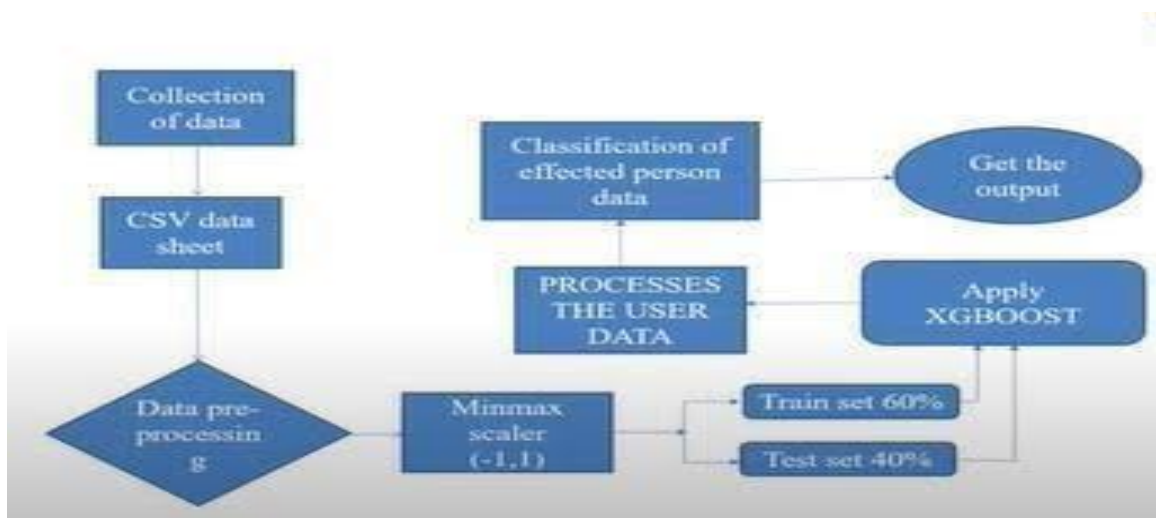 Collection
of data
CSV data
sheet
Data pre-
processin
g
Minmax
scaler
(-1,1)
Train set 60%
Test set 40%
Apply
XGBOOST
PROCESSES
THE USER
DATA
Classification of
effected person
data
Get the
output